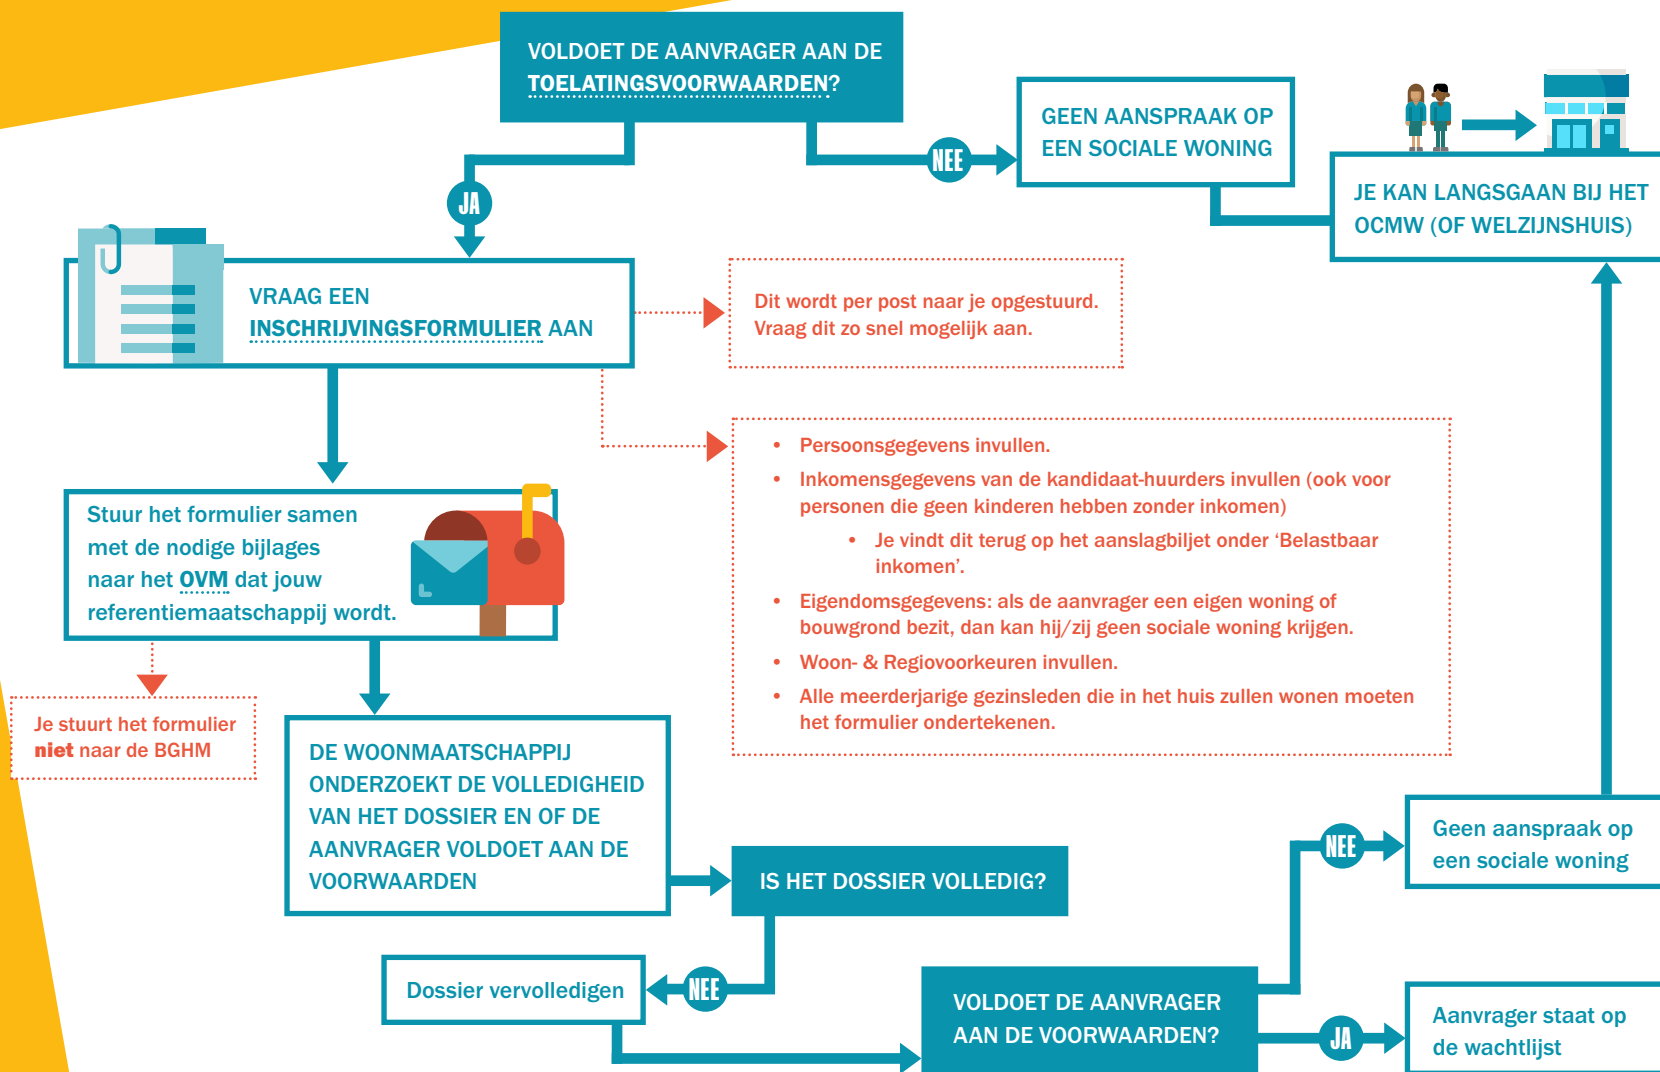 VOLDOET DE AANVRAGER AAN DE
TOELATINGSVOORWAARDEN?
NEE
GEEN AANSPRAAK OP
EEN SOCIALE WONING
JE KAN LANGSGAAN BIJ HET
OCMW (OF WELZIJNSHUIS)
JA
VRAAG EEN
INSCHRIJVINGSFORMULIER AAN
Dit wordt per post naar je opgestuurd.
Vraag dit zo snel mogelijk aan.
• Persoonsgegevens invullen.
• Inkomensgegevens van de kandidaat-huurders invullen (ook voor
personen die geen kinderen hebben zonder inkomen)
• Je vindt dit terug op het aanslagbiljet onder ‘Belastbaar
inkomen’.
• Eigendomsgegevens: als de aanvrager een eigen woning of
bouwgrond bezit, dan kan hij/zij geen sociale woning krijgen.
• Woon- & Regiovoorkeuren invullen.
• Alle meerderjarige gezinsleden die in het huis zullen wonen moeten
het formulier ondertekenen.
Stuur het formulier samen
met de nodige bijlages
naar het OVM dat jouw
referentiemaatschappij wordt.
Je stuurt het formulier
niet naar de BGHM
DE WOONMAATSCHAPPIJ
ONDERZOEKT DE VOLLEDIGHEID
VAN HET DOSSIER EN OF DE
AANVRAGER VOLDOET AAN DE
VOORWAARDEN
IS HET DOSSIER VOLLEDIG?
NEE
Dossier vervolledigen
VOLDOET DE AANVRAGER
AAN DE VOORWAARDEN?
NEE
Geen aanspraak op
een sociale woning
JA
Aanvrager staat op
de wachtlijst